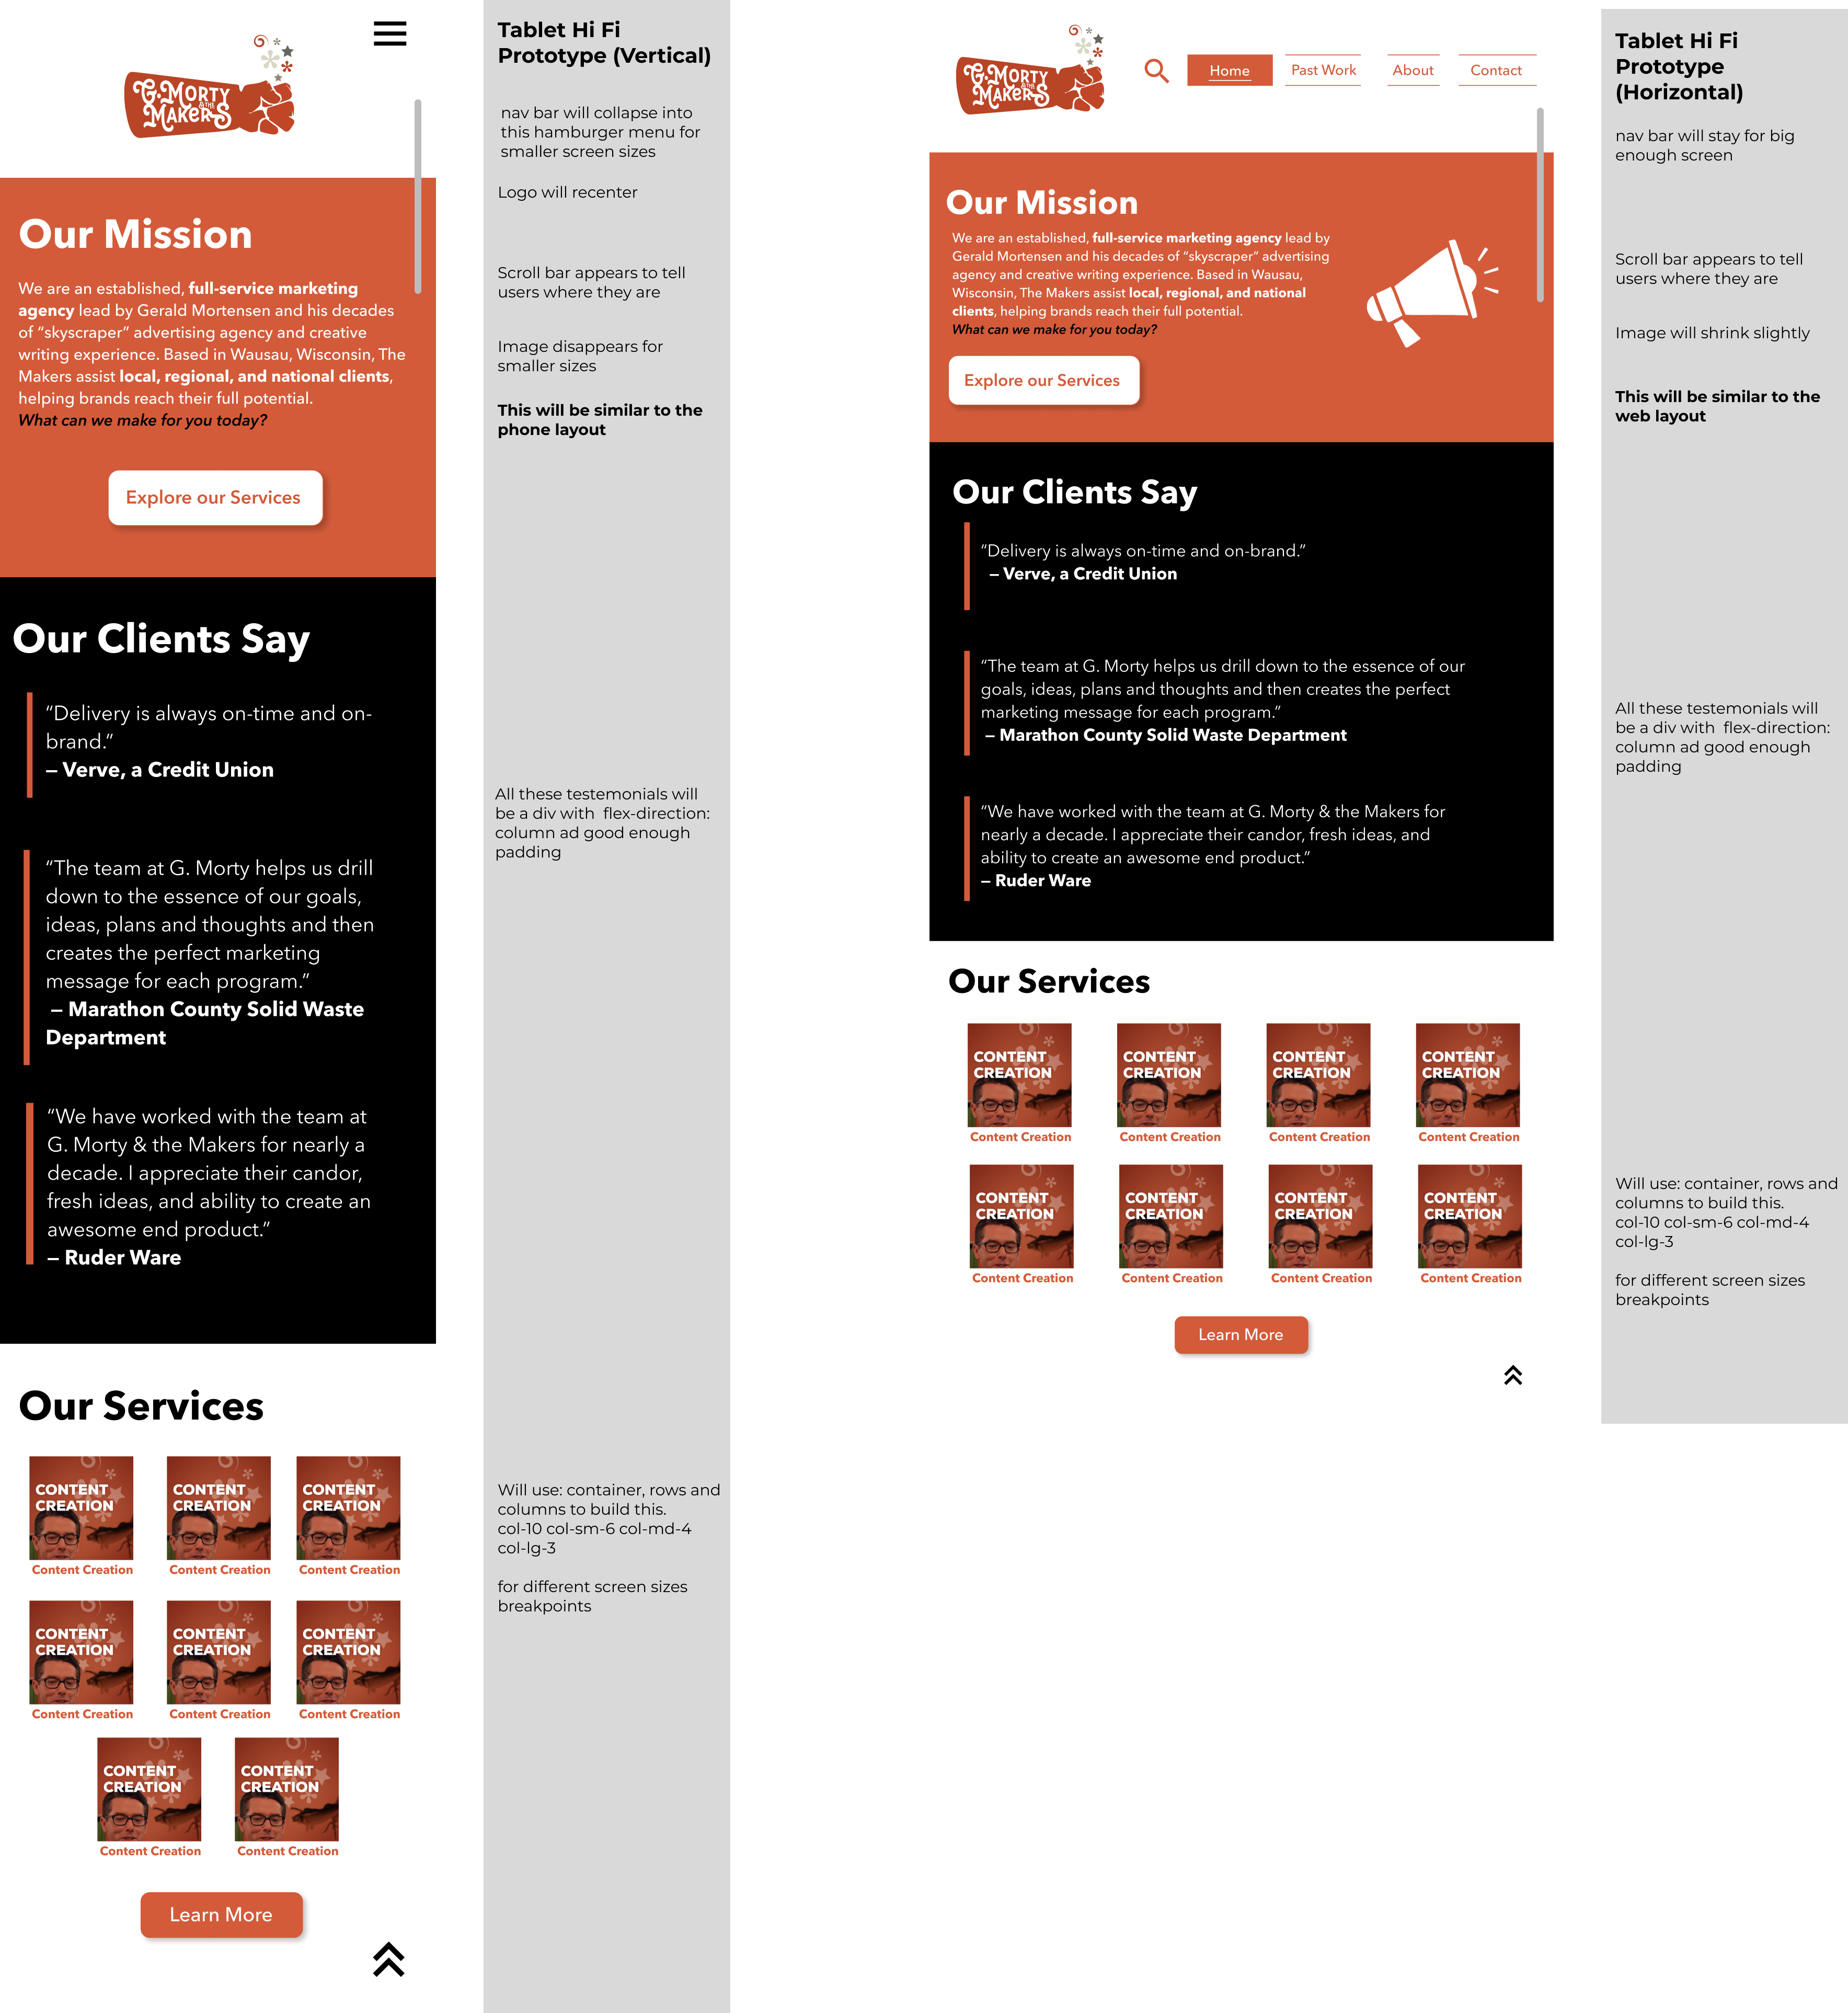 G. MORTY
& THE
MAKERS
Our Mission
We are an established, full-service marketing
agency lead by Gerald Mortensen and his decades
of “skyscraper” advertising agency and creative
writing experience. Based in Wausau, Wisconsin, The
Makers assist local, regional, and national clients,
helping brands reach their full potential.
What can we make for you today?
Explore our Services
Our Clients Say
“Delivery is always on-time and on-
brand.”
– Verve, a Credit Union
“The team at G. Morty helps us drill
down to the essence of our goals,
ideas, plans and thoughts and then
creates the perfect marketing
message for each program.”
– Marathon County Solid Waste
Department
“We have worked with the team at
G. Morty & the Makers for nearly a
decade. I appreciate their candor,
fresh ideas, and ability to create an
awesome end product.”
– Ruder Ware
Our Services
CONTENT
CREATION
Content Creation
CONTENT
CREATION
Content Creation
CONTENT
CREATION
Content Creation
CONTENT
CREATION
Content Creation
CONTENT
CREATION
Content Creation
CONTENT
CREATION
Content Creation
CONTENT
CREATION
Content Creation
CONTENT
CREATION
Content Creation
Learn More
Tablet Hi Fi
Prototype (Vertical)
nav bar will collapse into
this hamburger menu for
smaller screen sizes
Logo will recenter
Scroll bar appears to tell
users where they are
Image disappears for
smaller sizes
This will be similar to the
phone layout
All these testemonials will
be a div with  flex-direction:
column ad good enough
padding
Will use: container, rows and
columns to build this.
col-10 col-sm-6 col-md-4
col-lg-3
for different screen sizes
breakpoints
G. MORTY
& THE
MAKERS
Home
Past Work
About
Contact
Our Mission
We are an established, full-service marketing agency lead by
Gerald Mortensen and his decades of “skyscraper” advertising
agency and creative writing experience. Based in Wausau,
Wisconsin, The Makers assist local, regional, and national
clients, helping brands reach their full potential.
What can we make for you today?
Explore our Services
Our Clients Say
“Delivery is always on-time and on-brand.”
– Verve, a Credit Union
“The team at G. Morty helps us drill down to the essence of our
goals, ideas, plans and thoughts and then creates the perfect
marketing message for each program.”
– Marathon County Solid Waste Department
“We have worked with the team at G. Morty & the Makers for
nearly a decade. I appreciate their candor, fresh ideas, and
ability to create an awesome end product.”
– Ruder Ware
Our Services
CONTENT
CREATION
Content Creation
CONTENT
CREATION
Content Creation
CONTENT
CREATION
Content Creation
CONTENT
CREATION
Content Creation
CONTENT
CREATION
Content Creation
CONTENT
CREATION
Content Creation
CONTENT
CREATION
Content Creation
CONTENT
CREATION
Content Creation
Learn More
Tablet Hi Fi
Prototype
(Horizontal)
nav bar will stay for big
enough screen
Scroll bar appears to tell
users where they are
Image will shrink slightly
This will be similar to the
web layout
All these testemonials will
be a div with  flex-direction:
column ad good enough
padding
Will use: container, rows and
columns to build this.
col-10 col-sm-6 col-md-4
col-lg-3
for different screen sizes
breakpoints